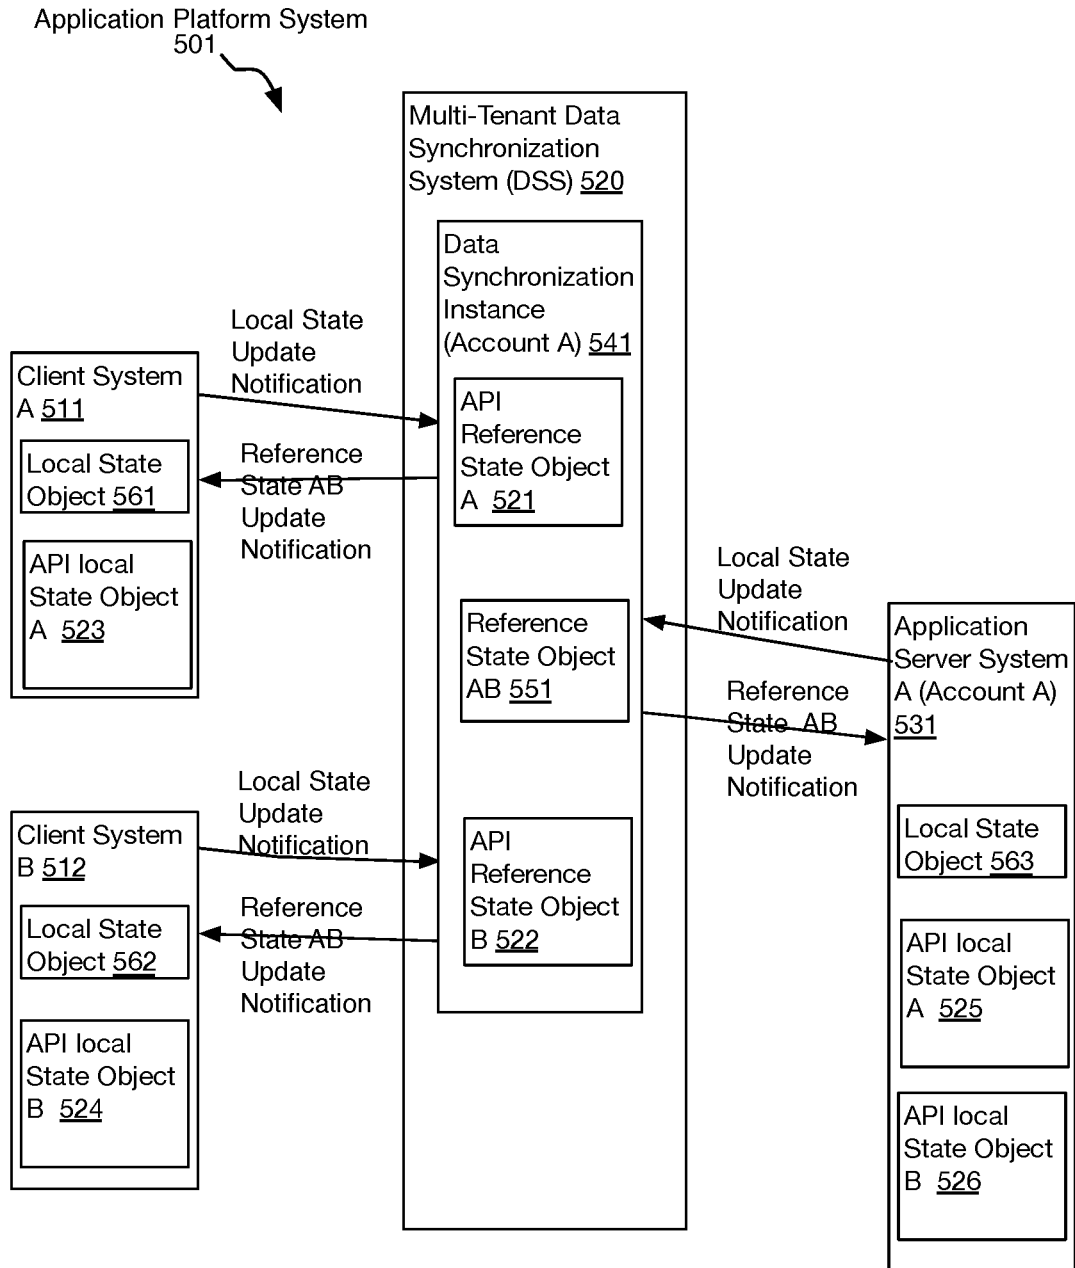 Application Platform System
501
Multi-Tenant Data
Synchronization
System (DSS) 520
Data
Synchronization
Instance
(Account A) 541
API
Reference
State Object
A 521
Reference
State Object
AB 551
API
Reference
State Object
B 522
Local State
Update
Notification
Reference
State AB
Update
Notification
Client System
A 511
Local State
Object 561
API local
State Object
A 523
Local State
Update
Notification
Reference
State AB
Update
Notification
Client System
B 512
Local State
Object 562
API local
State Object
B 524
Local State
Update
Notification
Reference
State AB
Update
Notification
Application
Server System
A (Account A)
531
Local State
Object 563
API local
State Object
A 525
API local
State Object
B 526